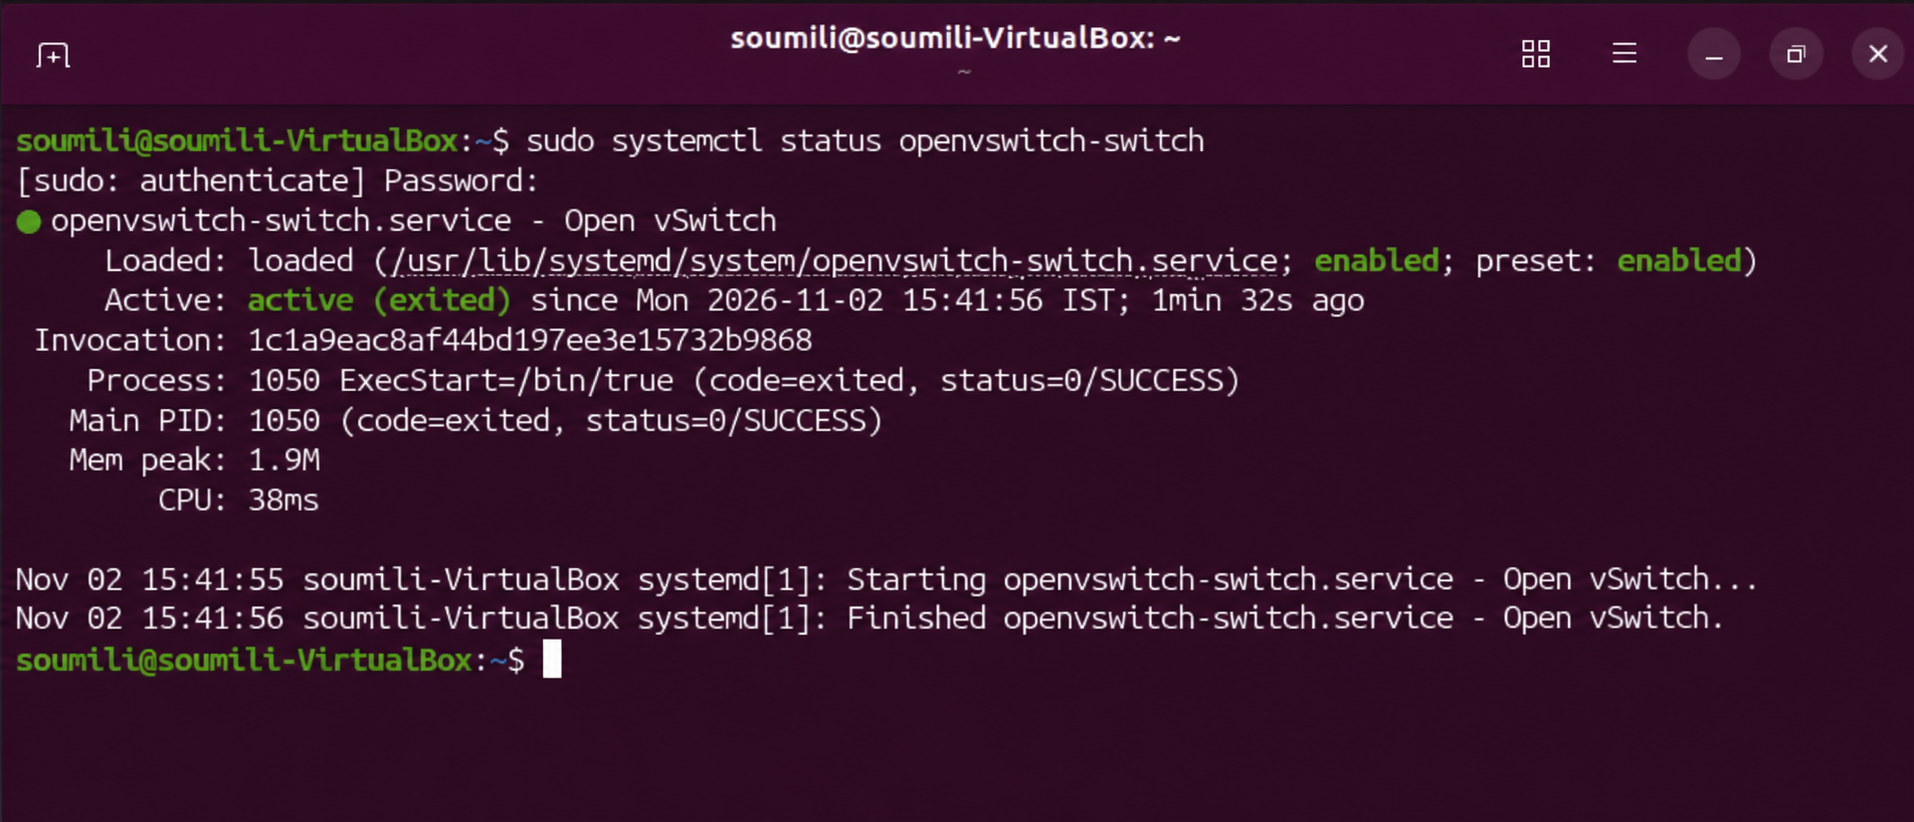 soumili@soumili-VirtualBox: ~
~
soumili@soumili-VirtualBox:~$ sudo systemctl status openvswitch-switch
[sudo: authenticate] Password:
● openvswitch-switch.service - Open vSwitch
Loaded: loaded (/usr/lib/systemd/system/openvswitch-switch.service; enabled; preset: enabled)
Active: active (exited) since Mon 2026-11-02 15:41:56 IST; 1min 32s ago
Invocation: 1c1a9eac8af44bd197ee3e15732b9868
Process: 1050 ExecStart=/bin/true (code=exited, status=0/SUCCESS)
Main PID: 1050 (code=exited, status=0/SUCCESS)
Mem peak: 1.9M
CPU: 38ms
Nov 02 15:41:55 soumili-VirtualBox systemd[1]: Starting openvswitch-switch.service - Open vSwitch...
Nov 02 15:41:56 soumili-VirtualBox systemd[1]: Finished openvswitch-switch.service - Open vSwitch.
soumili@soumili-VirtualBox:~$